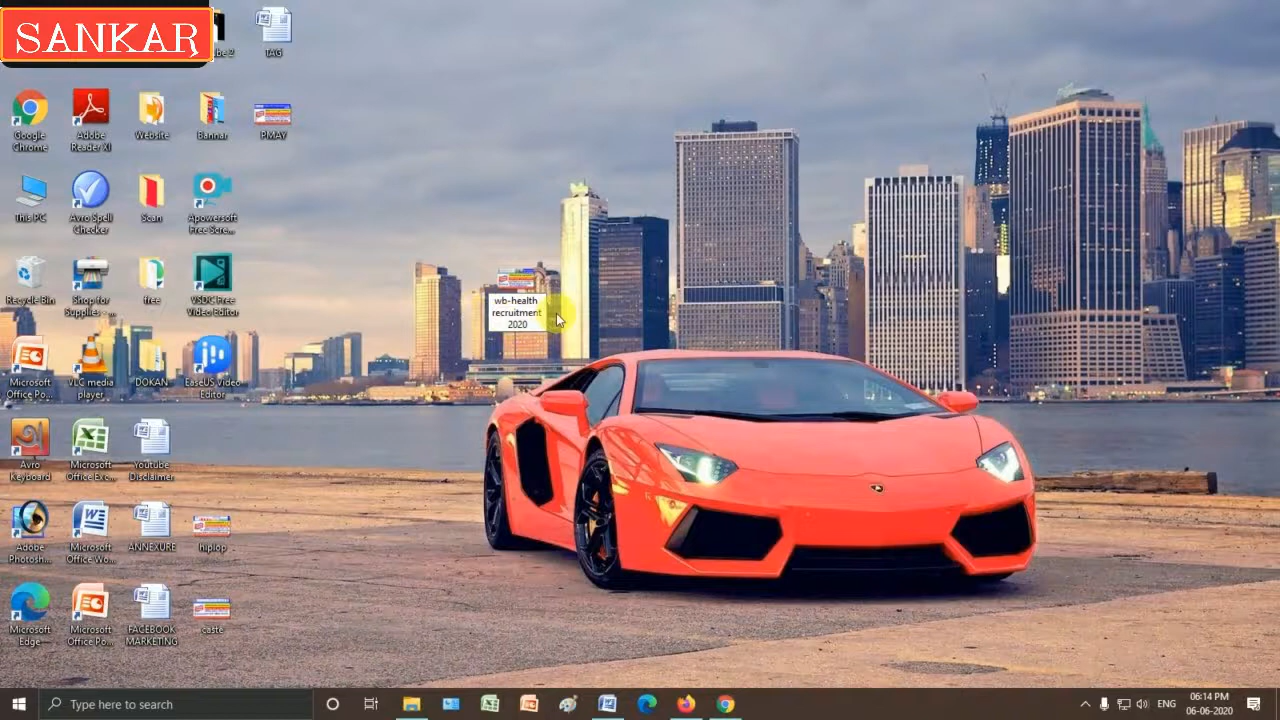 SANKAR
TAG
Google
Chrome
Adobe
Reader XI
Website
Bannar
PMAY
This PC
Avro Spell
Checker
Scan
Apowersoft
Free Scre...
Recycle Bin
Shop for
Supplies - ...
free
VSDC Free
Video Editor
wb-health
recruitment
2020
Microsoft
Office Po...
VLC media
player
DOKAN
EaseUS Video
Editor
Avro
Keyboard
Microsoft
Office Exc...
Youtube
Disclaimer
Adobe
Photosh...
Microsoft
Office Wo...
ANNEXURE
hiplop
Microsoft
Edge
Microsoft
Office Po...
FACEBOOK
MARKETING
caste
Type here to search
ENG
06:14 PM
06-06-2020